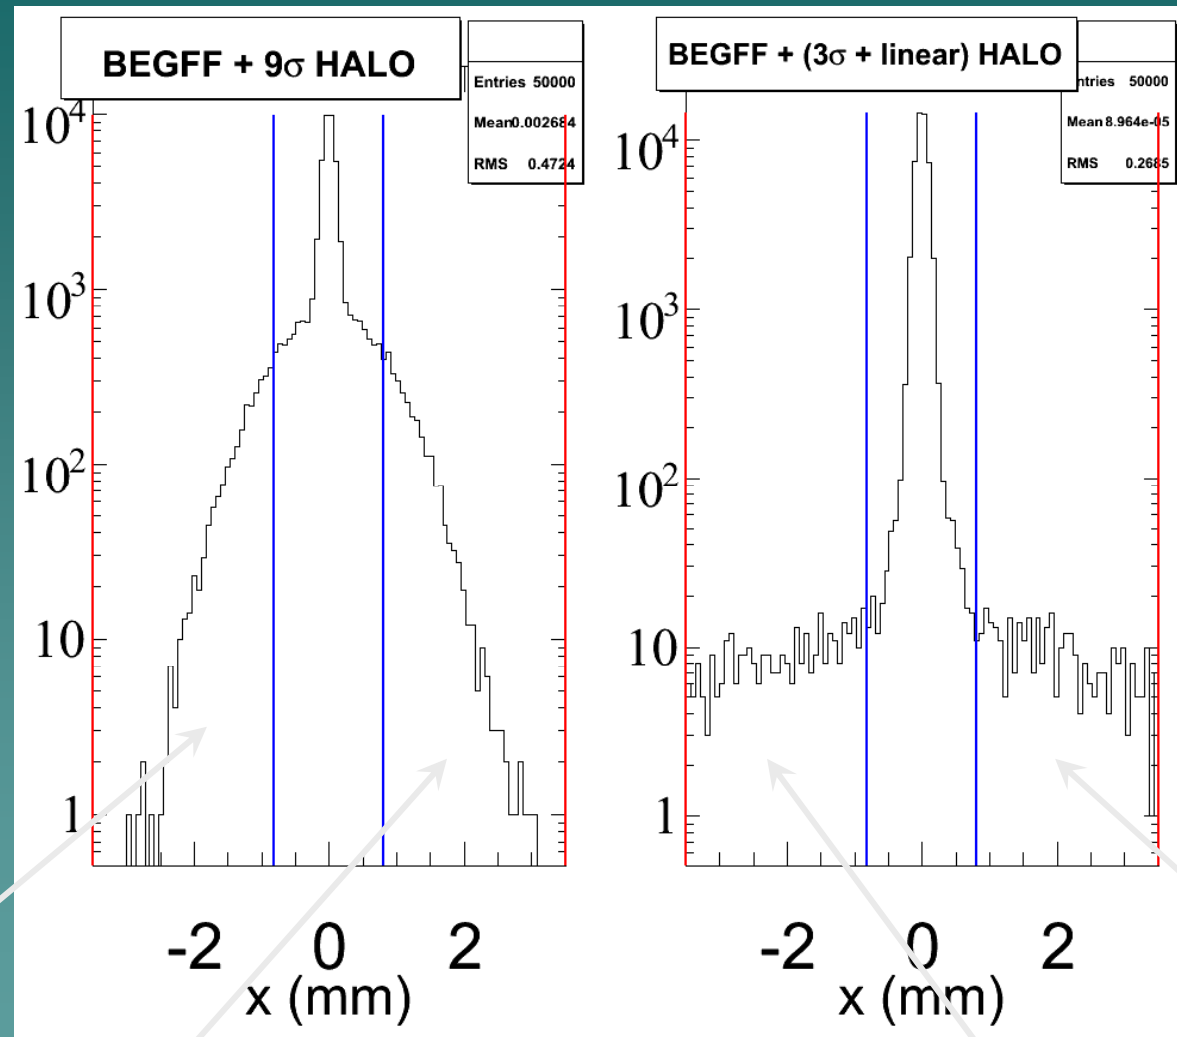 BEGFF + 9σ HALO
Entries 50000
Mean 0.002684
RMS 0.4724
10⁴
10³
10²
10
1
-2 0 2
x (mm)
BEGFF + (3σ + linear) HALO
ntries 50000
Mean 8.964e-05
RMS 0.2685
10⁴
10³
10²
10
1
-2 0 2
x (mm)